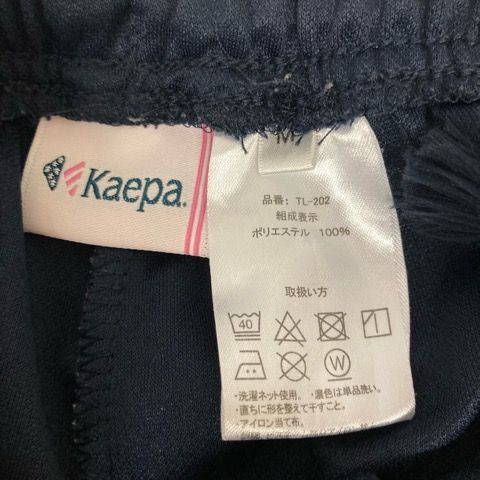 Kaepa.
M
品番: TL-202
組成表示
ポリエステル 100%
取扱い方
40
W
・洗濯ネット使用。 ・濃色は単品洗い。
・直ちに形を整えて干すこと。
・アイロン当て布。